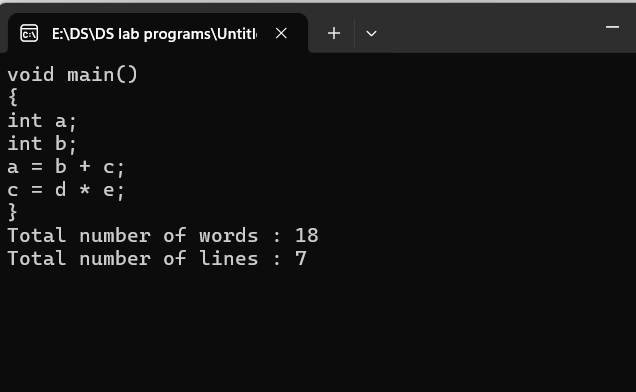 E:\DS\DS lab programs\Untitl
void main()
{
int a;
int b;
a = b + c;
c = d * e;
}
Total number of words : 18
Total number of lines : 7